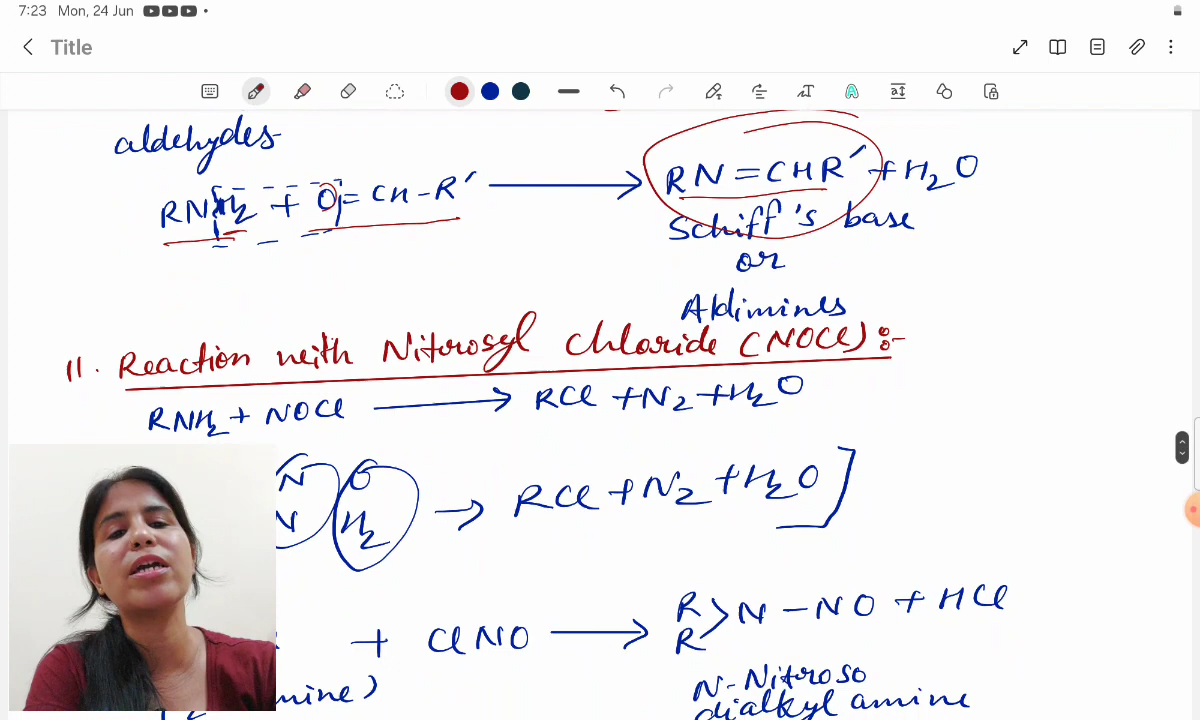 7:23 Mon, 24 Jun
Title
aldehydes
RNH2 + O = CH - R′ → RN = CHR′ + H2O
Schiff's base
or
Aldimines
11. Reaction with Nitrosyl Chloride (NOCl) :-
RNH2 + NOCl → RCl + N2 + H2O
N O
N H2 → RCl + N2 + H2O ]
+ ClNO → R R > N - NO + HCl
N-Nitroso
dialkyl amine